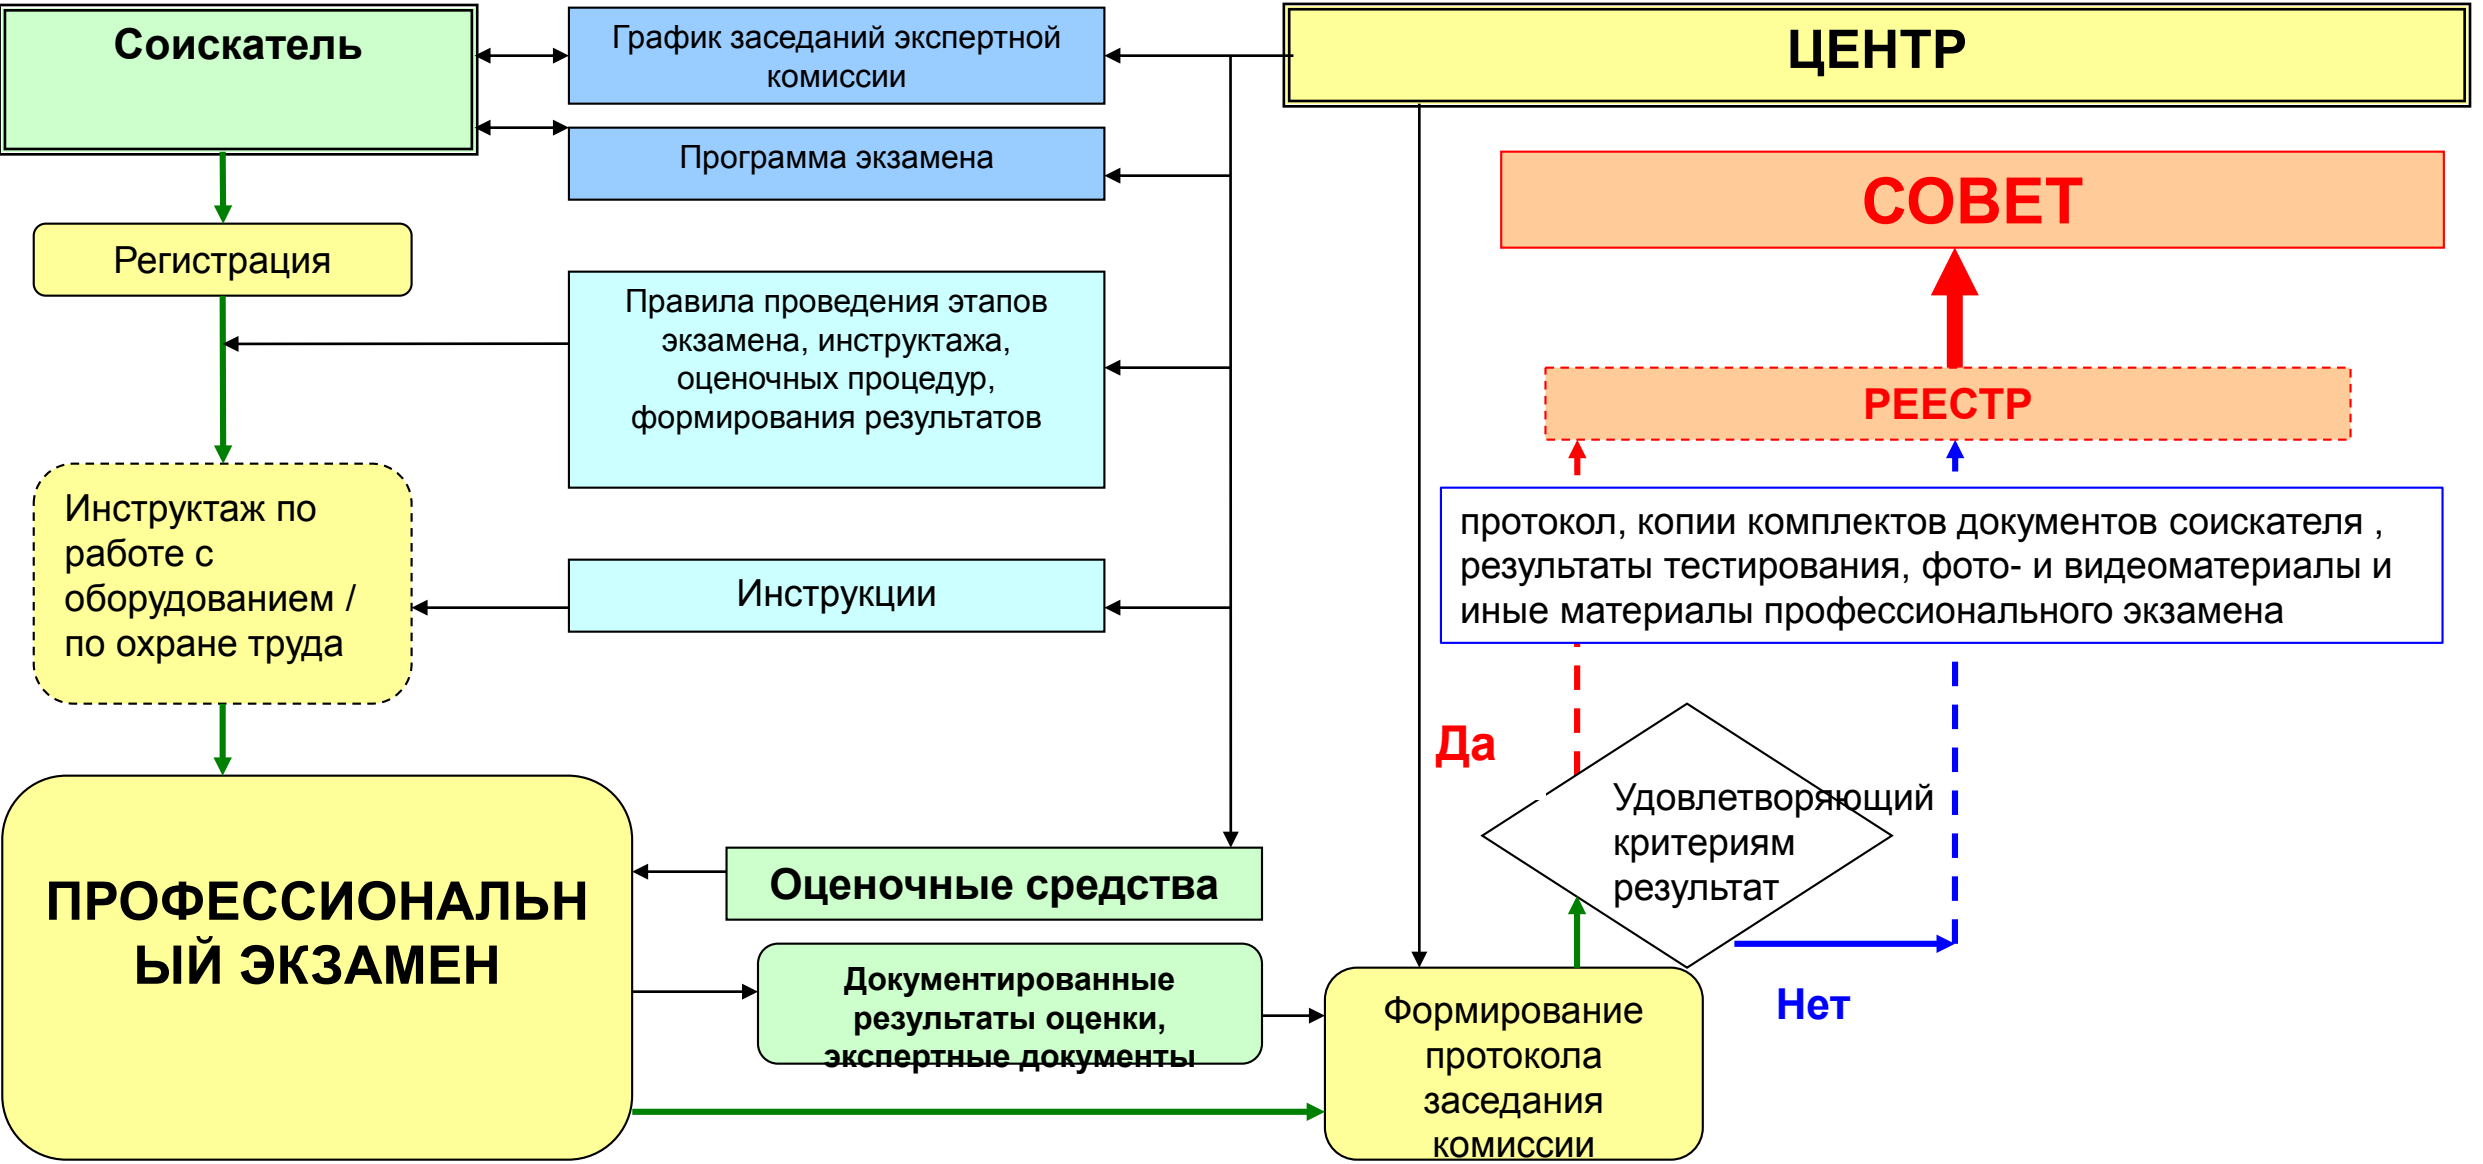 Соискатель
График заседаний экспертной
комиссии
ЦЕНТР
Программа экзамена
СОВЕТ
Регистрация
Правила проведения этапов
экзамена, инструктажа,
оценочных процедур,
формирования результатов
РЕЕСТР
Инструктаж по
работе с
оборудованием /
по охране труда
Инструкции
протокол, копии комплектов документов соискателя ,
результаты тестирования, фото- и видеоматериалы и
иные материалы профессионального экзамена
Да
Удовлетворяющий
критериям
результат
ПРОФЕССИОНАЛЬН
ЫЙ ЭКЗАМЕН
Оценочные средства
Документированные
результаты оценки,
экспертные документы
Нет
Формирование
протокола
заседания
комиссии